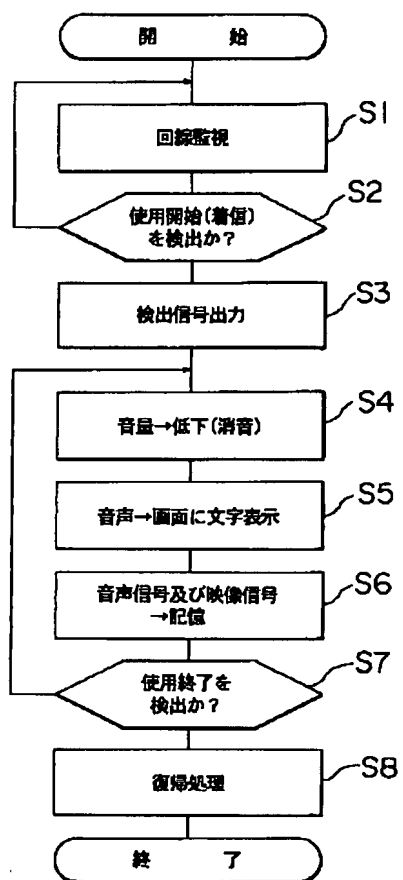 開 始
S1
回線監視
S2
使用開始(着信)
を検出か?
S3
検出信号出力
S4
音量→低下(消音)
S5
音声→画面に文字表示
S6
音声信号及び映像信号
→記憶
S7
使用終了を
検出か?
S8
復帰処理
終 了